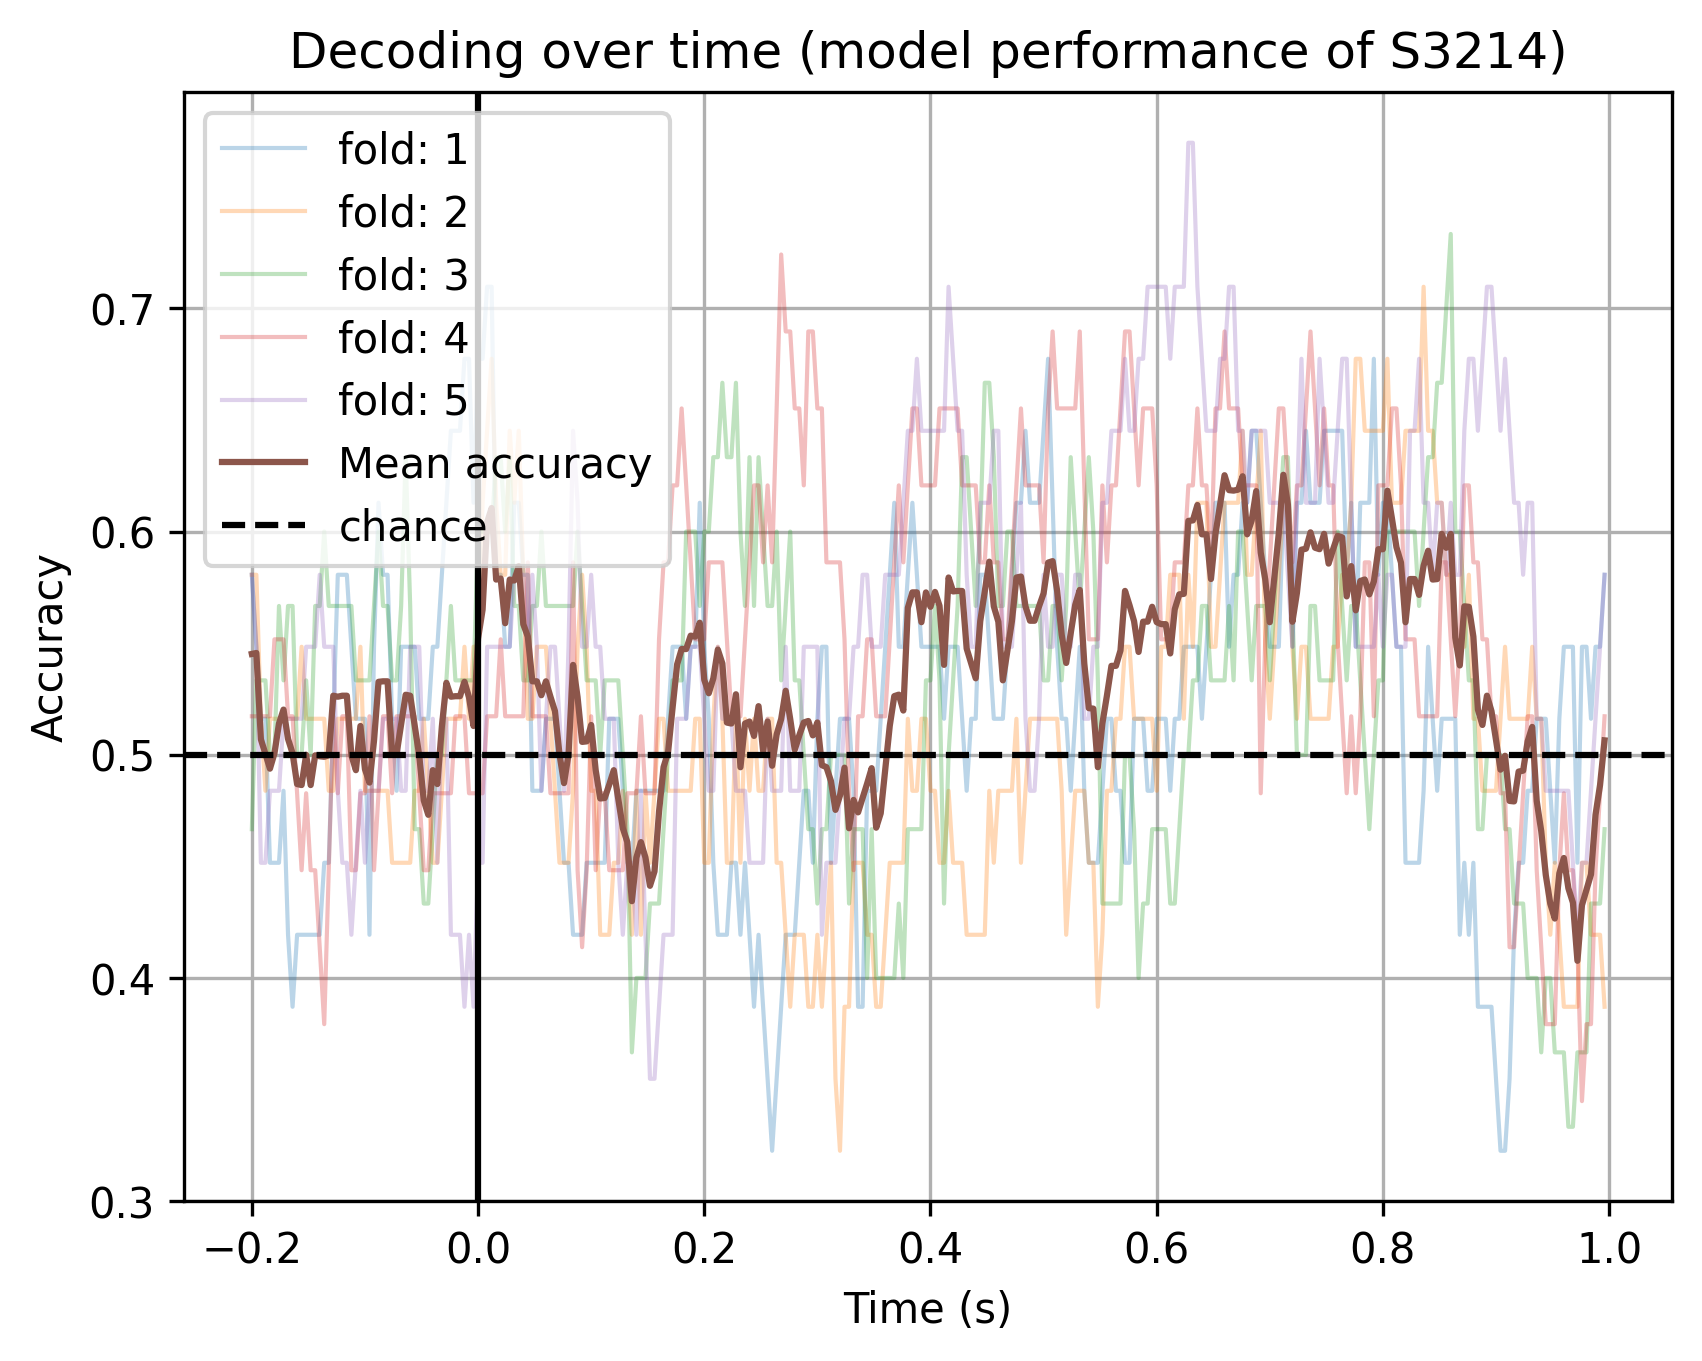 Decoding over time (model performance of S3214)
fold: 1
fold: 2
fold: 3
fold: 4
fold: 5
Mean accuracy
chance
Accuracy
0.7
0.6
0.5
0.4
0.3
−0.2 0.0 0.2 0.4 0.6 0.8 1.0
Time (s)